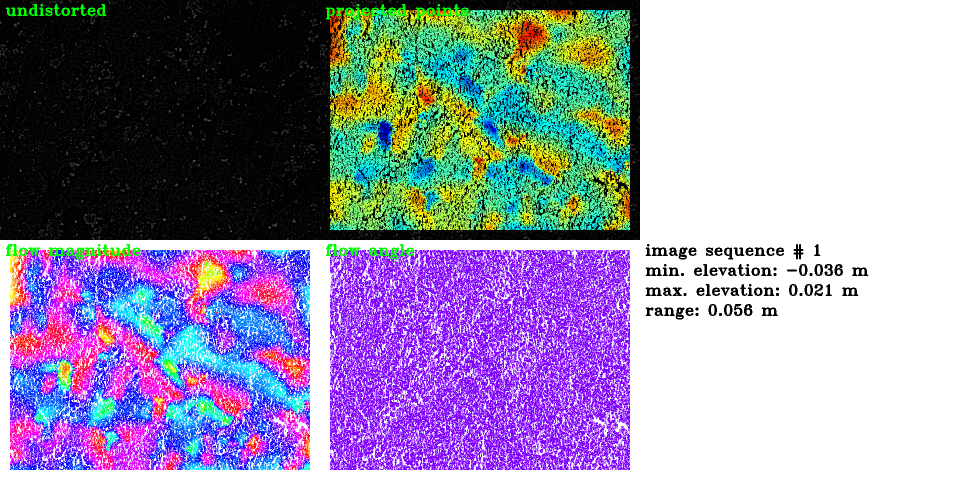 undistorted
projected points
flow magnitude
flow angle
image sequence # 1
min. elevation: -0.036 m
max. elevation: 0.021 m
range: 0.056 m